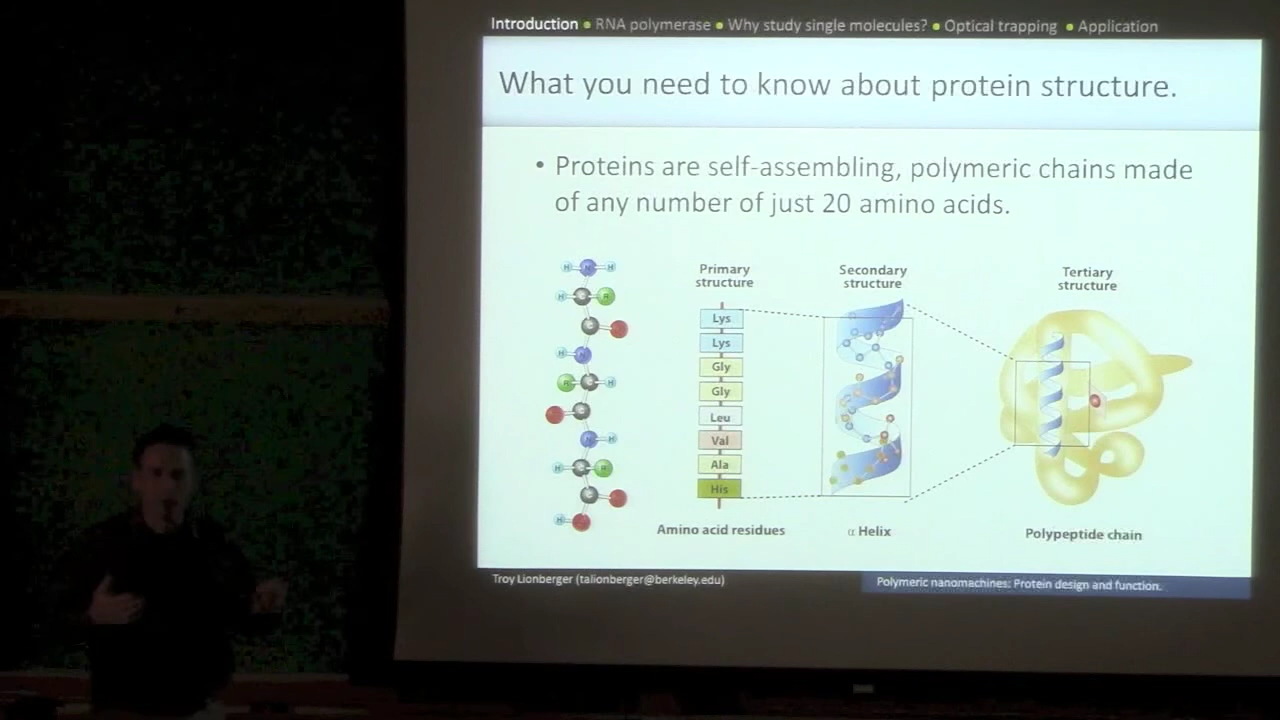 Introduction • RNA polymerase • Why study single molecules? • Optical trapping • Application
What you need to know about protein structure.
• Proteins are self-assembling, polymeric chains made
of any number of just 20 amino acids.
Primary
structure
Secondary
structure
Tertiary
structure
H N H
H C R
C
H N
R C H
C
N H
H C R
C
H
Lys
Lys
Gly
Gly
Leu
Val
Ala
His
Amino acid residues
α Helix
Polypeptide chain
Troy Lionberger (talionberger@berkeley.edu)
Polymeric nanomachines: Protein design and function.